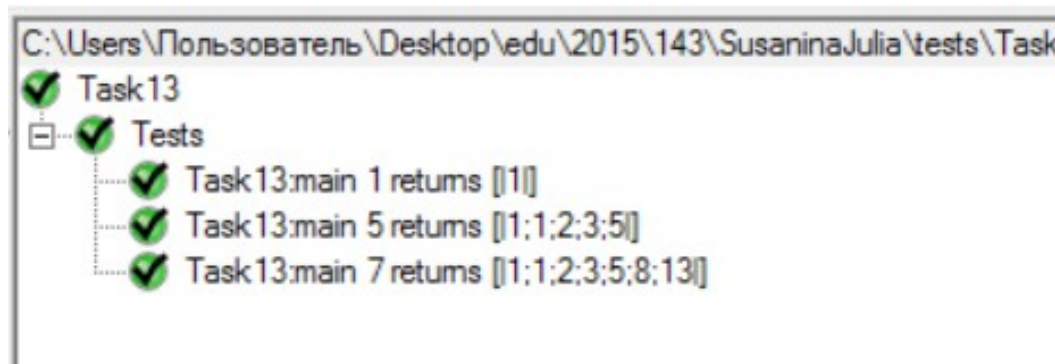 C:\Users\Пользователь\Desktop\edu\2015\143\SusaninaJulia\tests\Task
Task13
Tests
Task13:main 1 returns [|1|]
Task13:main 5 returns [|1;1;2;3;5|]
Task13:main 7 returns [|1;1;2;3;5;8;13|]